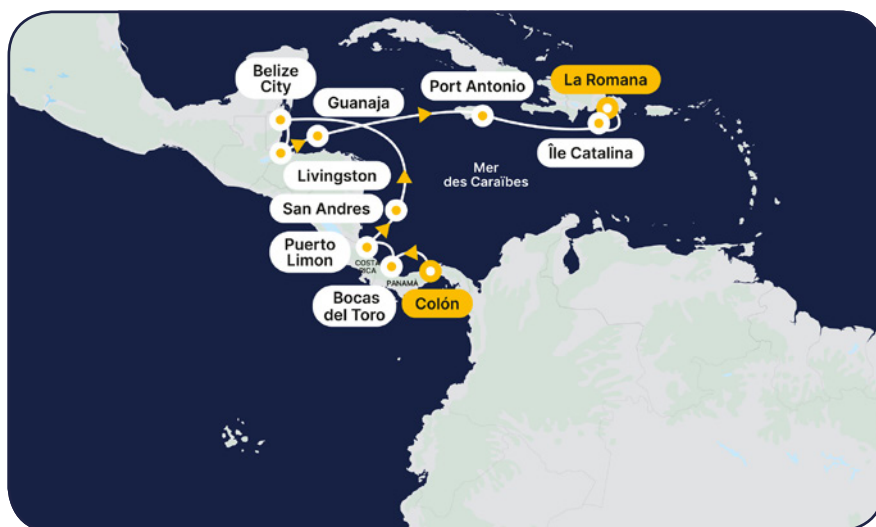 Belize
City
Guanaja
Port Antonio
La Romana
Île Catalina
Mer
des Caraïbes
Livingston
San Andres
Puerto
Limon
COSTA
RICA
PANAMÁ
Bocas
del Toro
Colón